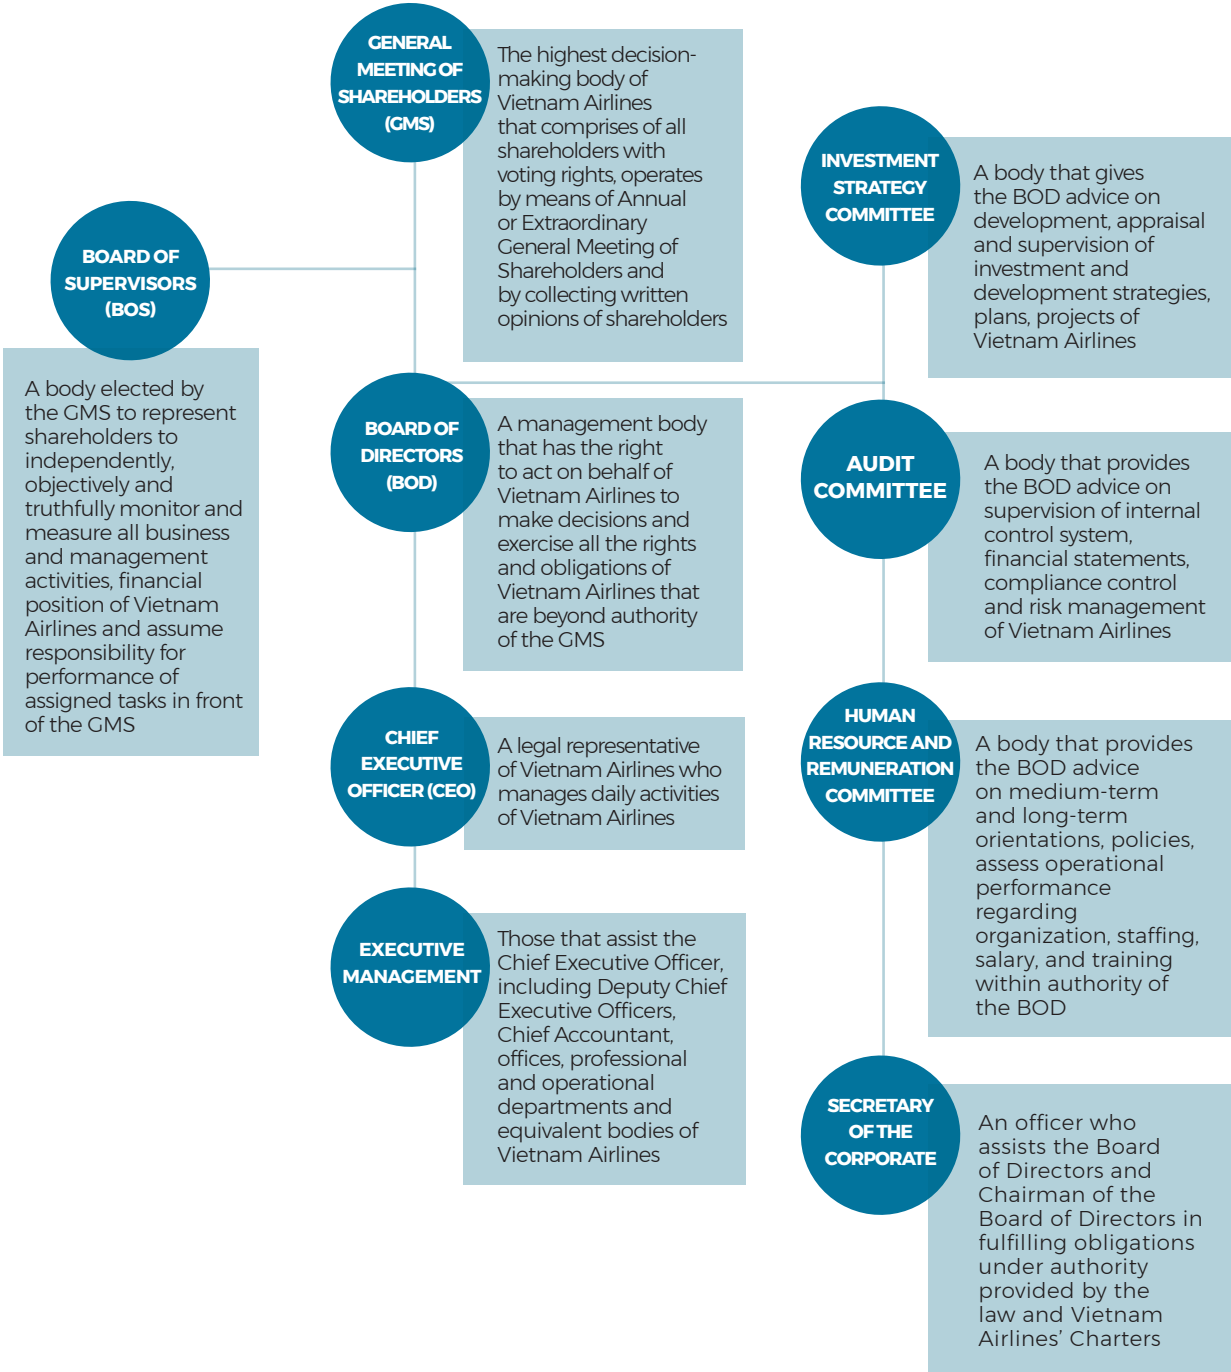 GENERAL
MEETING OF
SHAREHOLDERS
(GMS)
The highest decision-
making body of
Vietnam Airlines
that comprises of all
shareholders with
voting rights, operates
by means of Annual
or Extraordinary
General Meeting of
Shareholders and
by collecting written
opinions of shareholders
BOARD OF
SUPERVISORS
(BOS)
A body elected by
the GMS to represent
shareholders to
independently,
objectively and
truthfully monitor and
measure all business
and management
activities, financial
position of Vietnam
Airlines and assume
responsibility for
performance of
assigned tasks in front
of the GMS
BOARD OF
DIRECTORS
(BOD)
A management body
that has the right
to act on behalf of
Vietnam Airlines to
make decisions and
exercise all the rights
and obligations of
Vietnam Airlines that
are beyond authority
of the GMS
CHIEF
EXECUTIVE
OFFICER (CEO)
A legal representative
of Vietnam Airlines who
manages daily activities
of Vietnam Airlines
EXECUTIVE
MANAGEMENT
Those that assist the
Chief Executive Officer,
including Deputy Chief
Executive Officers,
Chief Accountant,
offices, professional
and operational
departments and
equivalent bodies of
Vietnam Airlines
INVESTMENT
STRATEGY
COMMITTEE
A body that gives
the BOD advice on
development, appraisal
and supervision of
investment and
development strategies,
plans, projects of
Vietnam Airlines
AUDIT
COMMITTEE
A body that provides
the BOD advice on
supervision of internal
control system,
financial statements,
compliance control
and risk management
of Vietnam Airlines
HUMAN
RESOURCE AND
REMUNERATION
COMMITTEE
A body that provides
the BOD advice
on medium-term
and long-term
orientations, policies,
assess operational
performance
regarding
organization, staffing,
salary, and training
within authority of
the BOD
SECRETARY
OF THE
CORPORATE
An officer who
assists the Board
of Directors and
Chairman of the
Board of Directors in
fulfilling obligations
under authority
provided by the
law and Vietnam
Airlines’ Charters